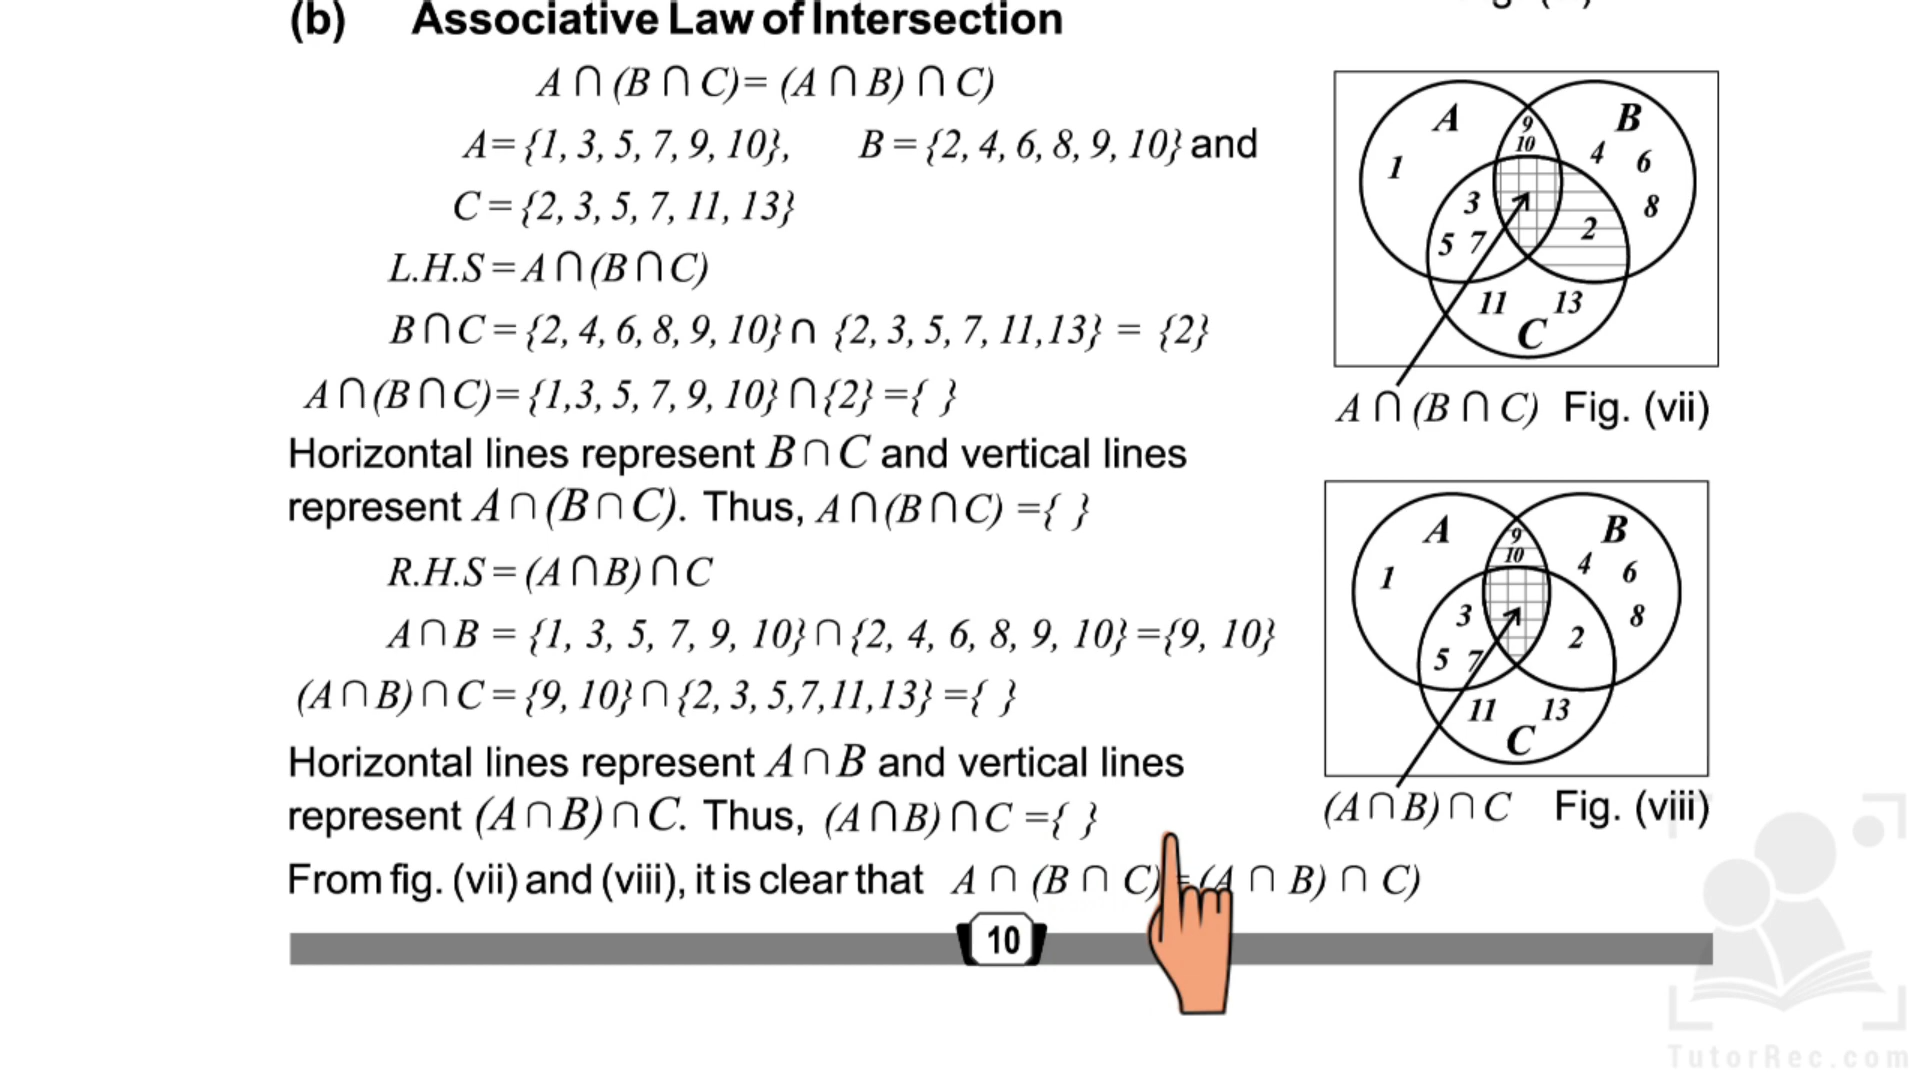 (b) Associative Law of Intersection
A ∩ (B ∩ C)= (A ∩ B) ∩ C)
A={1, 3, 5, 7, 9, 10}, B={2, 4, 6, 8, 9, 10} and
C={2, 3, 5, 7, 11, 13}
L.H.S=A∩(B∩C)
B∩C={2, 4, 6, 8, 9, 10}∩ {2, 3, 5, 7, 11,13} = {2}
A∩(B∩C)={1,3, 5, 7, 9, 10}∩{2} ={ }
Horizontal lines represent B∩C and vertical lines
represent A∩(B∩C). Thus, A∩(B∩C) ={ }
R.H.S=(A∩B)∩C
A∩B = {1, 3, 5, 7, 9, 10}∩{2, 4, 6, 8, 9, 10}={9, 10}
(A∩B)∩C={9, 10}∩{2, 3, 5,7,11,13} ={ }
Horizontal lines represent A∩B and vertical lines
represent (A∩B)∩C. Thus, (A∩B)∩C ={ }
From fig. (vii) and (viii), it is clear that A ∩ (B ∩ C) = (A ∩ B) ∩ C)
10
A B
9
10
4 6
1
3 8
2
5 7
11 13
C
A ∩ (B ∩ C) Fig. (vii)
A B
9
10
4 6
1
3 8
2
5 7
11 13
C
(A∩B)∩C Fig. (viii)
TutorRec.com